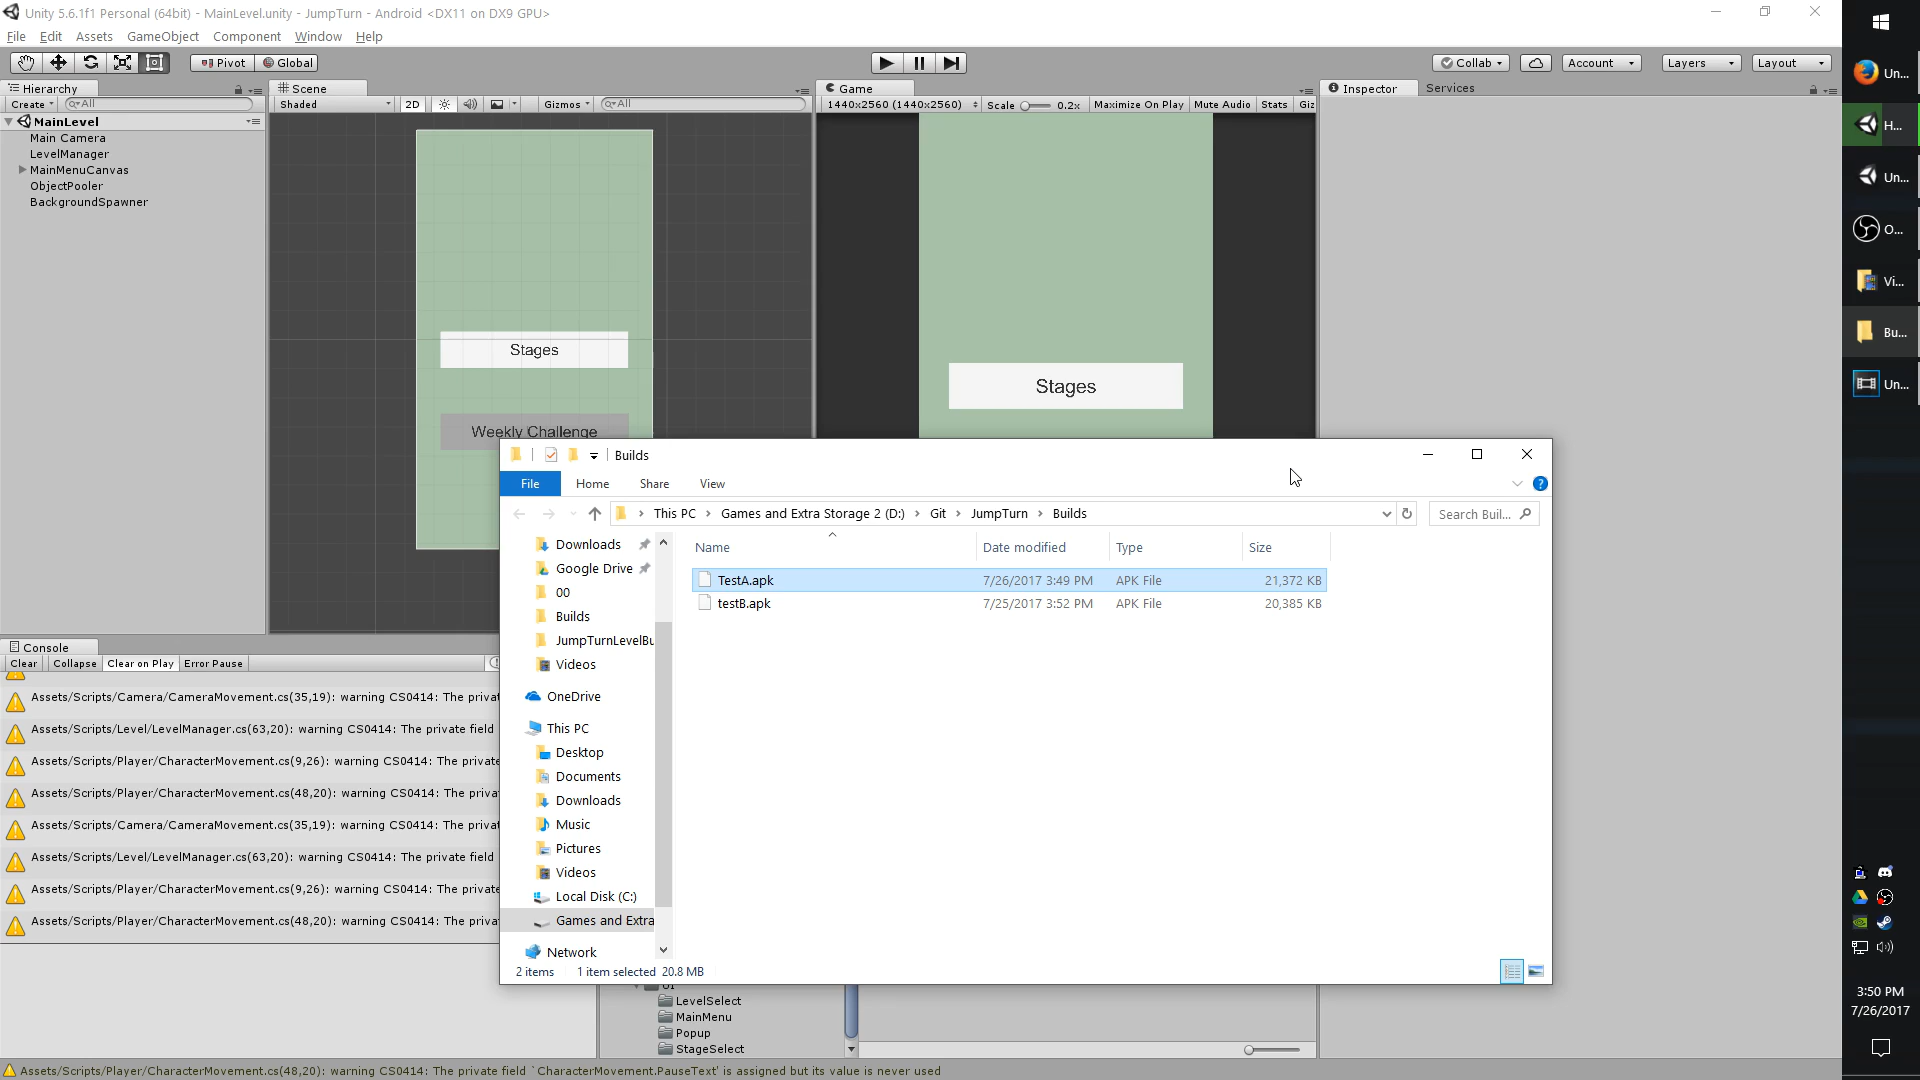 Unity 5.6.1f1 Personal (64bit) - MainLevel.unity - JumpTurn - Android <DX11 on DX9 GPU>
File Edit Assets GameObject Component Window Help
Pivot Global
Collab Account Layers Layout
Hierarchy
Create All
MainLevel
Main Camera
LevelManager
MainMenuCanvas
ObjectPooler
BackgroundSpawner
Scene
Shaded 2D Gizmos All
Stages
Weekly Challenge
Game
1440x2560 (1440x2560) Scale 0.2x Maximize On Play Mute Audio Stats Giz
Stages
Inspector Services
Builds
File Home Share View
This PC > Games and Extra Storage 2 (D:) > Git > JumpTurn > Builds
Search Buil...
Downloads
Google Drive
00
Builds
JumpTurnLevelBu
Videos
OneDrive
This PC
Desktop
Documents
Downloads
Music
Pictures
Videos
Local Disk (C:)
Games and Extra
Network
Name Date modified Type Size
TestA.apk 7/26/2017 3:49 PM APK File 21,372 KB
testB.apk 7/25/2017 3:52 PM APK File 20,385 KB
2 items 1 item selected 20.8 MB
Console
Clear Collapse Clear on Play Error Pause
Assets/Scripts/Camera/CameraMovement.cs(35,19): warning CS0414: The privat
Assets/Scripts/Level/LevelManager.cs(63,20): warning CS0414: The private field
Assets/Scripts/Player/CharacterMovement.cs(9,26): warning CS0414: The private
Assets/Scripts/Player/CharacterMovement.cs(48,20): warning CS0414: The priva
Assets/Scripts/Camera/CameraMovement.cs(35,19): warning CS0414: The privat
Assets/Scripts/Level/LevelManager.cs(63,20): warning CS0414: The private field
Assets/Scripts/Player/CharacterMovement.cs(9,26): warning CS0414: The private
Assets/Scripts/Player/CharacterMovement.cs(48,20): warning CS0414: The priva
UI
LevelSelect
MainMenu
Popup
StageSelect
Assets/Scripts/Player/CharacterMovement.cs(48,20): warning CS0414: The private field `CharacterMovement.PauseText' is assigned but its value is never used
Un...
H...
Un...
O...
Vi...
Bu...
Un...
3:50 PM
7/26/2017